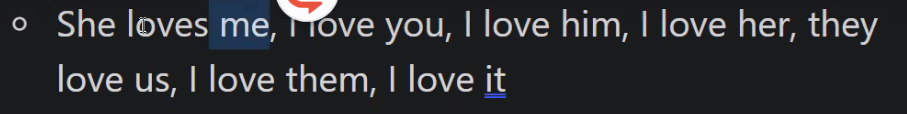 She loves me, I love you, I love him, I love her, they
love us, I love them, I love it